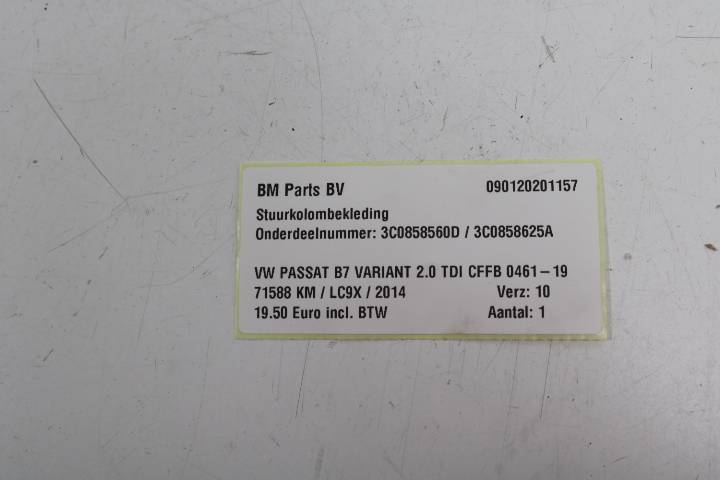 BM Parts BV 090120201157
Stuurkolombekleding
Onderdeelnummer: 3C0858560D / 3C0858625A
VW PASSAT B7 VARIANT 2.0 TDI CFFB 0461-19
71588 KM / LC9X / 2014 Verz: 10
19.50 Euro incl. BTW Aantal: 1